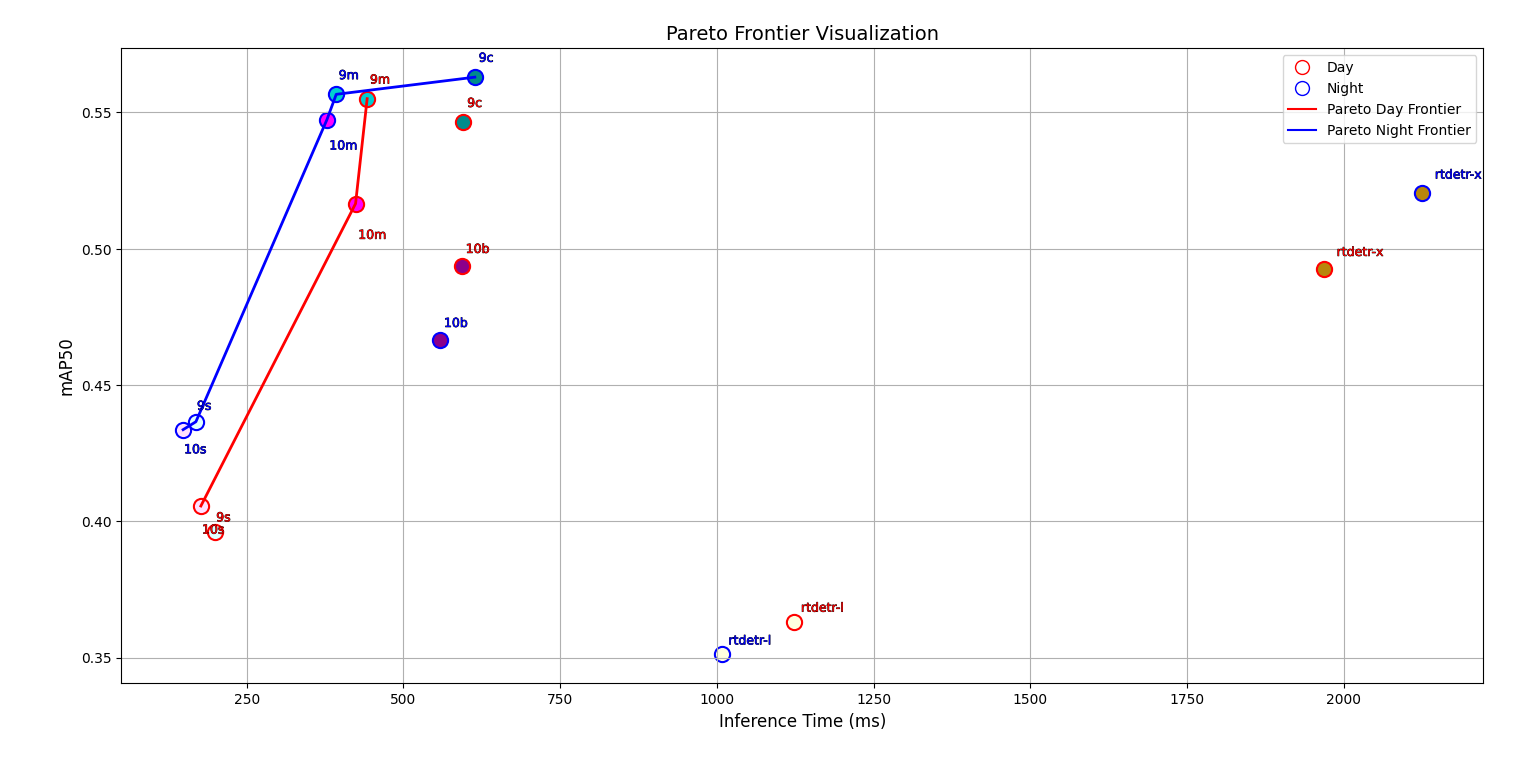 Pareto Frontier Visualization
9c
9m
9m
9c
10m
10m
10b
10b
9s
10s
9s
10s
rtdetr-x
rtdetr-x
rtdetr-l
rtdetr-l
Day
Night
Pareto Day Frontier
Pareto Night Frontier
mAP50
0.55
0.50
0.45
0.40
0.35
250 500 750 1000 1250 1500 1750 2000
Inference Time (ms)